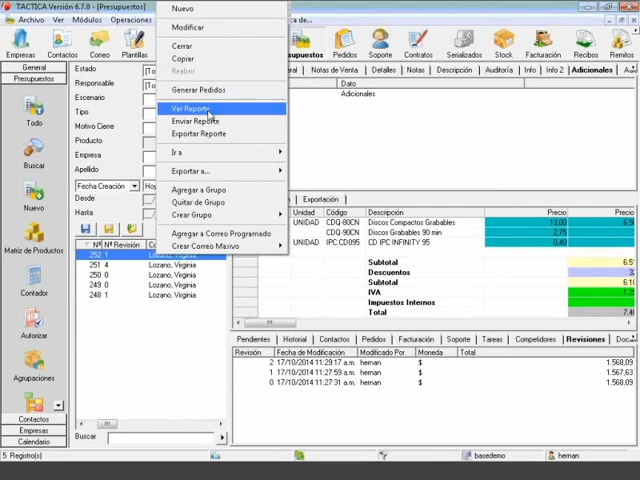 TACTICA Versión 6.7.0 - [Presupuestos]
Archivo Ver Módulos Operaciones
ca de...
Empresas Contactos Correo Plantillas
supuestos Pedidos Soporte Contratos Serializados Stock Facturación Recibos Remitos
General
Presupuestos
Todo
Buscar
Nuevo
Matriz de Productos
Contador
Autorizar
Agrupaciones
Contactos
Empresas
Calendario
Estado [To
Responsable [To
Escenario
Tipo
Motivo Cierre
Producto
Empresa
Apellido
Fecha Creación Hoy
Desde
Hasta
Nº Nº Revisión Co
252 1 Lozano, Virginia
251 4 Lozano, Virginia
250 0 Lozano, Virginia
249 0 Lozano, Virginia
248 1 Lozano, Virginia
Buscar
Nuevo
Modificar
Cerrar
Copiar
Reabrir
Generar Pedidos
Ver Reporte
Enviar Reporte
Exportar Reporte
Ir a
Exportar a...
Agregar a Grupo
Quitar de Grupo
Crear Grupo
Agregar a Correo Programado
Crear Correo Masivo
Notas de Venta Detalles Notas Descripción Auditoría Info Info 2 Adicionales
Dato
Adicionales
Exportación
Unidad Código Descripción Precio Precio
UNIDAD CDQ-80CN Discos Compactos Grabables 13,00
CDQ-90CN Discos Grabables 90 min 2,75
UNIDAD IPC.CD095 CD IPC INFINITY 95 0,40
Subtotal
Descuentos
Subtotal
IVA
Impuestos Internos
Total
Pendientes Historial Contactos Pedidos Facturación Soporte Tareas Competidores Revisiones Doc
Revisión Fecha de Modificación Modificado Por Moneda Total
2 17/10/2014 11:29:17 a.m. hernan $ 1.568,09
1 17/10/2014 11:27:59 a.m. hernan $ 1.567,63
0 17/10/2014 11:27:31 a.m. hernan $ 1.568,09
5 Registro(s) basedemo hernan